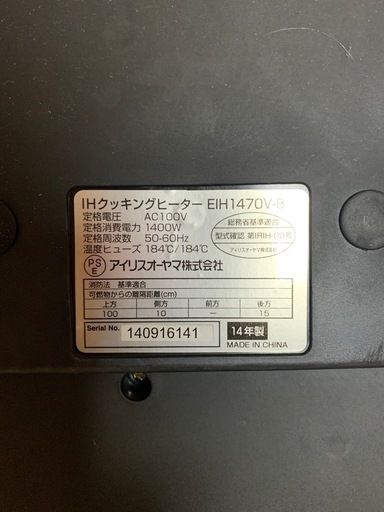 IHクッキングヒーター EIH1470V-B
定格電圧 AC100V
定格消費電力 1400W
定格周波数 50-60Hz
温度ヒューズ 184℃/184℃
総務省基準適合
型式確認 第IRIH-09号
アイリスオーヤマ株式会社
PSE アイリスオーヤマ株式会社
消防法 基準適合
可燃物からの離隔距離(cm)
上方 側方 前方 後方
100 10 — 15
Serial No. 140916141 14年製
MADE IN CHINA